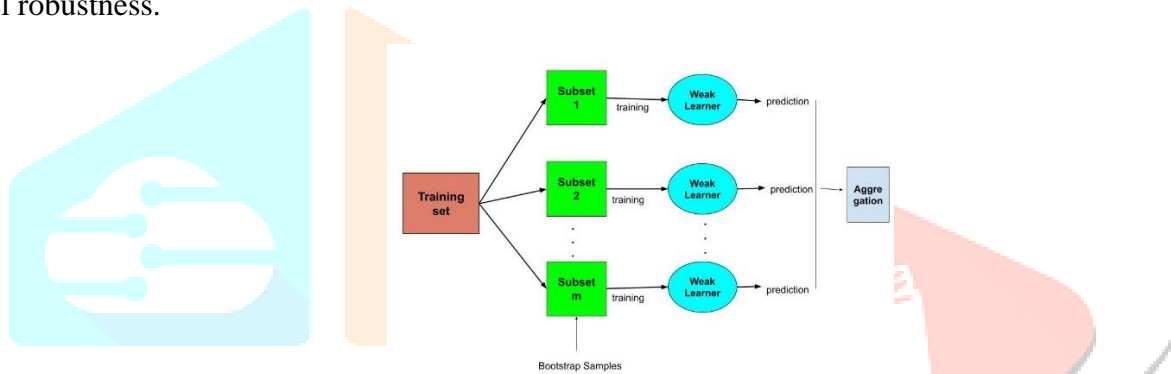 robustness.
Subset
1
training
Weak
Learner
prediction
Training
set
Subset
2
training
Weak
Learner
prediction
Aggre
gation
Subset
m
training
Weak
Learner
prediction
Bootstrap Samples